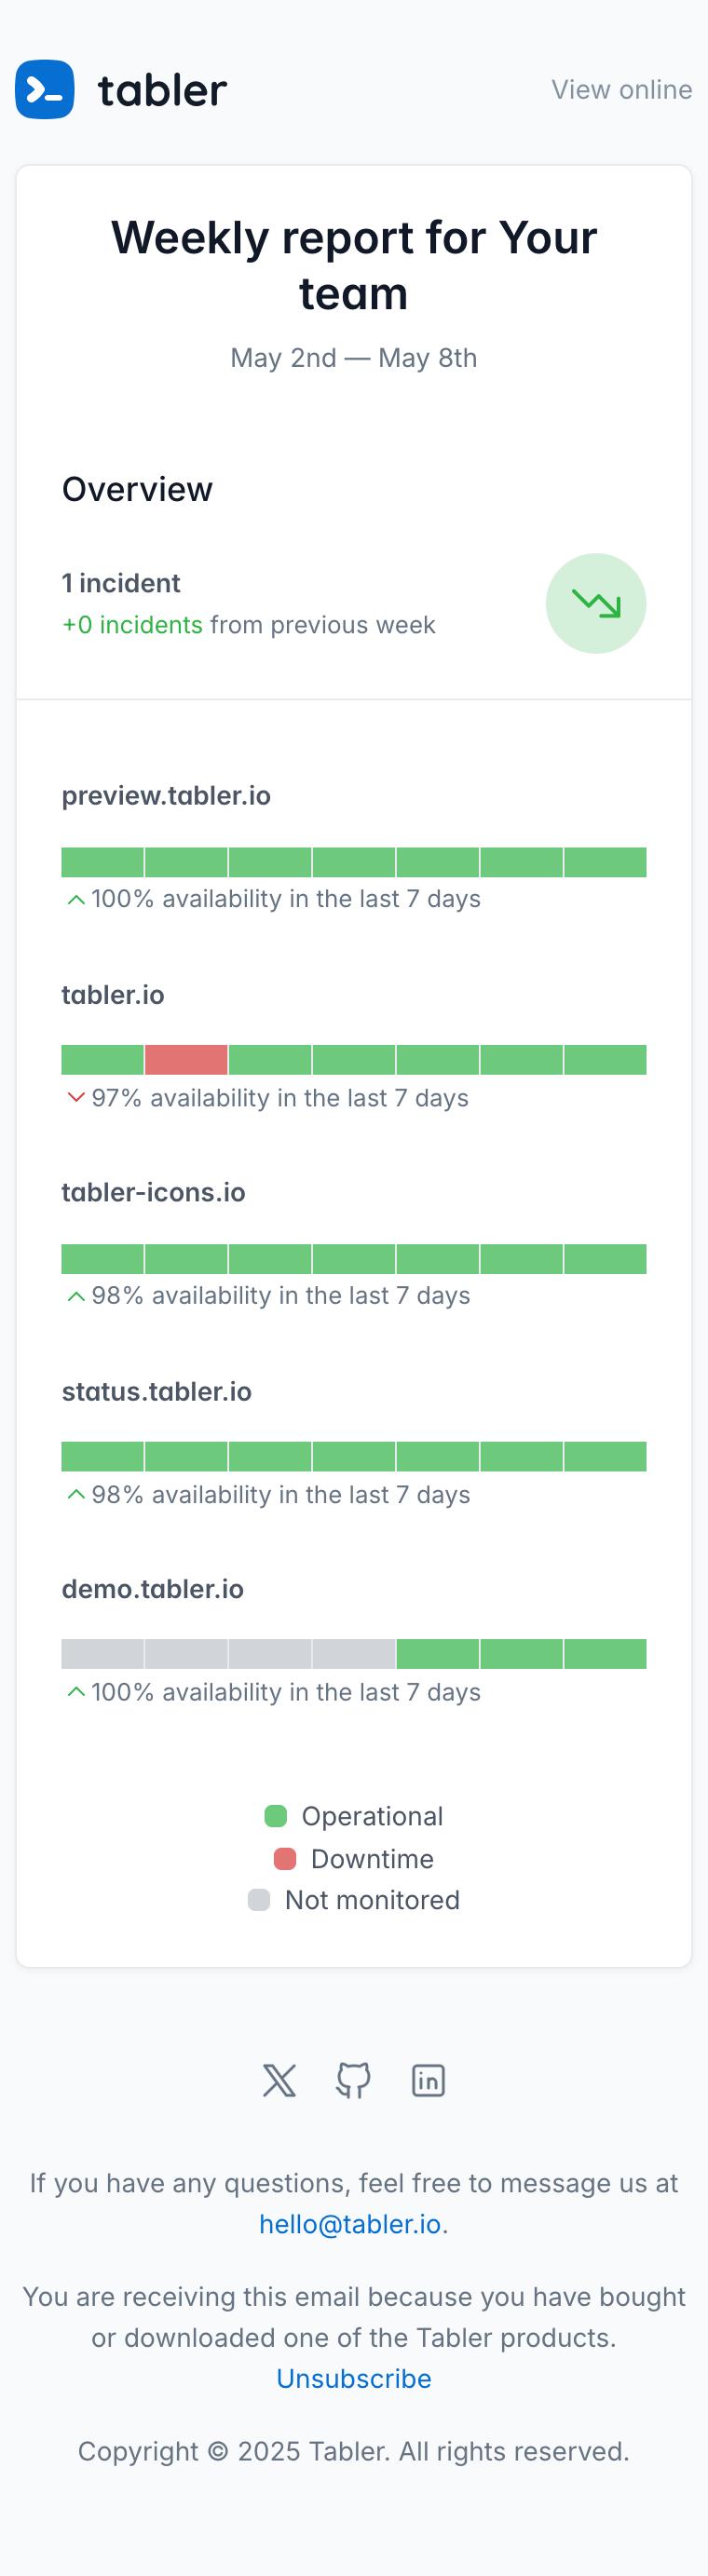 tabler
View online
Weekly report for Your
team
May 2nd — May 8th
Overview
1 incident
+0 incidents from previous week
preview.tabler.io
100% availability in the last 7 days
tabler.io
97% availability in the last 7 days
tabler-icons.io
98% availability in the last 7 days
status.tabler.io
98% availability in the last 7 days
demo.tabler.io
100% availability in the last 7 days
Operational
Downtime
Not monitored
If you have any questions, feel free to message us at
hello@tabler.io.
You are receiving this email because you have bought
or downloaded one of the Tabler products.
Unsubscribe
Copyright © 2025 Tabler. All rights reserved.